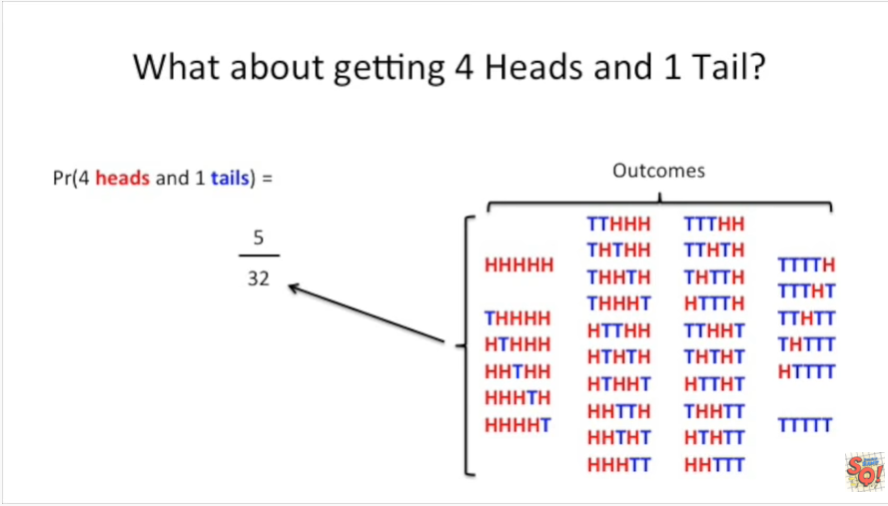 What about getting 4 Heads and 1 Tail?
Pr(4 heads and 1 tails) =
5
32
Outcomes
HHHHH
THHHH
HTHHH
HHTHH
HHHTH
HHHHT
TTHHH
THTHH
THHTH
THHHT
HTTHH
HTHTH
HTHHT
HHTTH
HHTHT
HHHTT
TTTHH
TTHTH
THTTH
HTTTH
TTHHT
THTHT
HTTHT
THHTT
HTHTT
HHTTT
TTTTH
TTTHT
TTHTT
THTTT
HTTTT
TTTTT
SQ!